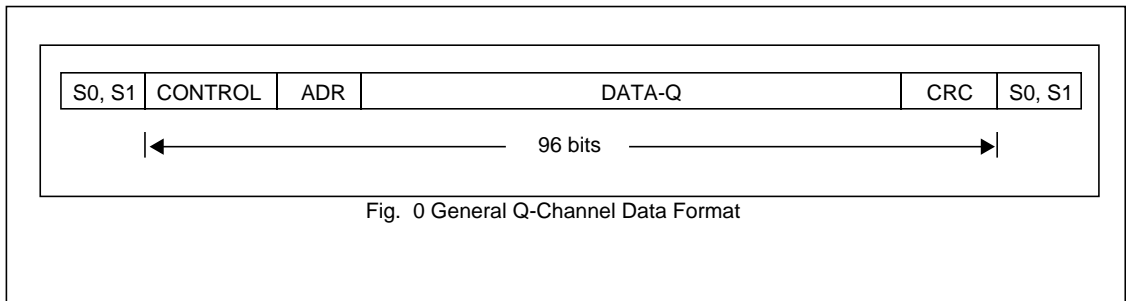 S0, S1 CONTROL ADR DATA-Q CRC S0, S1
96 bits
Fig. 0 General Q-Channel Data Format